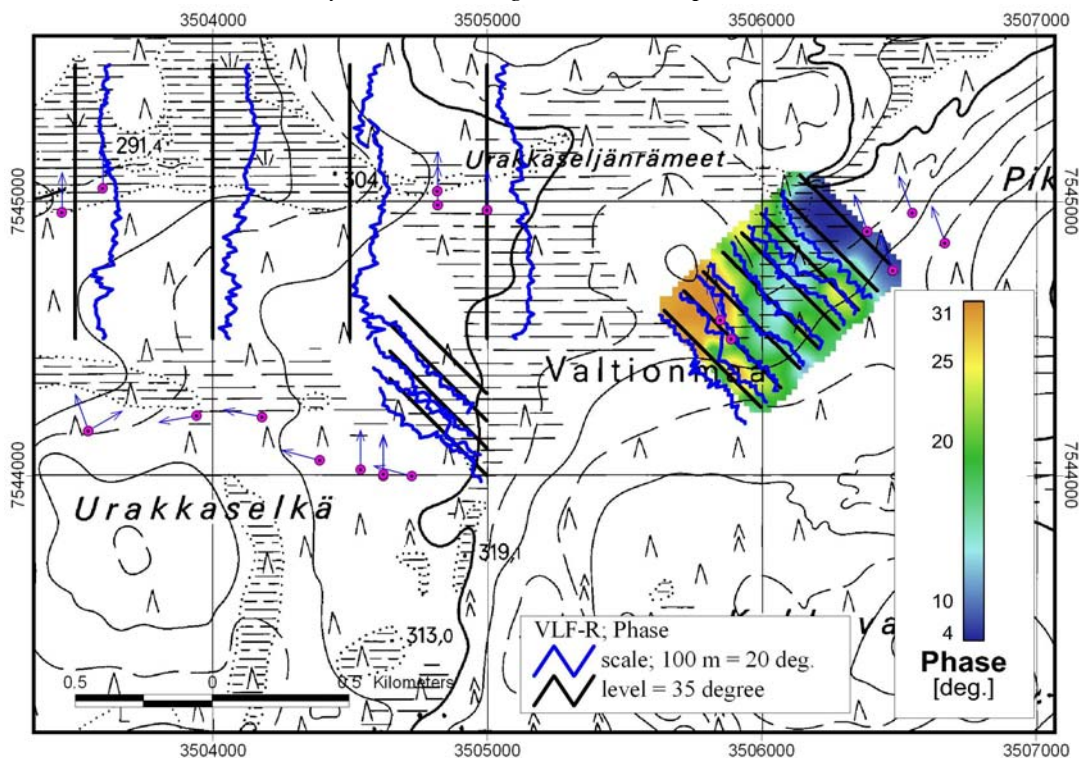 3504000 3505000 3506000 3507000
291,4
304
Urakkaseljänrämeet
Pik
7545000
7545000
Valtionmaa
7544000
7544000
Urakkaselkä
319,1
313,0
31
25
20
10
4
Phase
[deg.]
VLF-R; Phase
scale; 100 m = 20 deg.
level = 35 degree
0.5 0 0.5 Kilometers
3504000 3505000 3506000 3507000